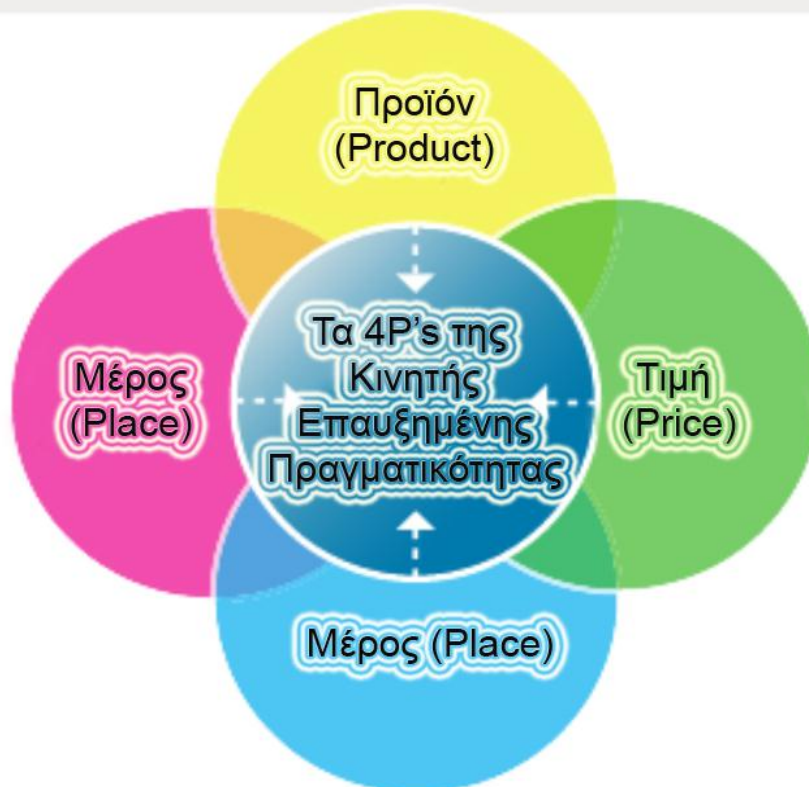 Προϊόν
(Product)
Μέρος
(Place)
Τα 4P's της
Κινητής
Επαυξημένης
Πραγματικότητας
Τιμή
(Price)
Μέρος (Place)